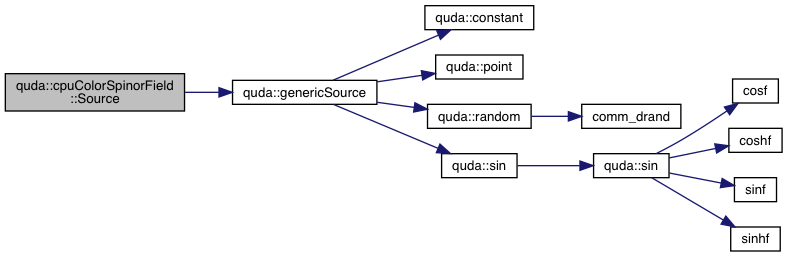 quda::cpuColorSpinorField
::Source
quda::genericSource
quda::constant
quda::point
quda::random
quda::sin
comm_drand
quda::sin
cosf
coshf
sinf
sinhf